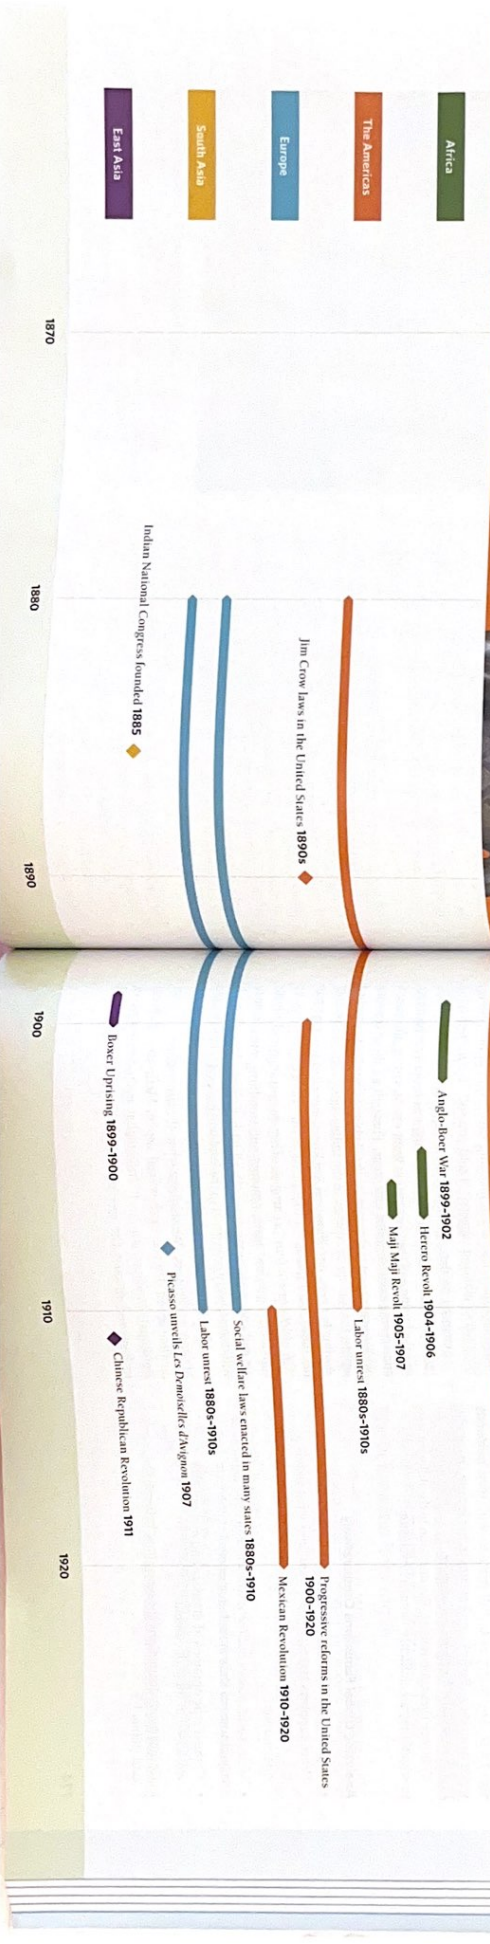 Africa
The Americas
Europe
South Asia
East Asia
Anglo-Boer War 1899–1902
Herero Revolt 1904–1906
Maji Maji Revolt 1905–1907
Labor unrest 1880s–1910s
Progressive reforms in the United States
1900–1920
Jim Crow laws in the United States 1890s
Mexican Revolution 1910–1920
Social welfare laws enacted in many states 1880s–1910
Labor unrest 1880s–1910s
Picasso unveils Les Demoiselles d'Avignon 1907
Indian National Congress founded 1885
Boxer Uprising 1899–1900
Chinese Republican Revolution 1911
1870
1880
1890
1900
1910
1920